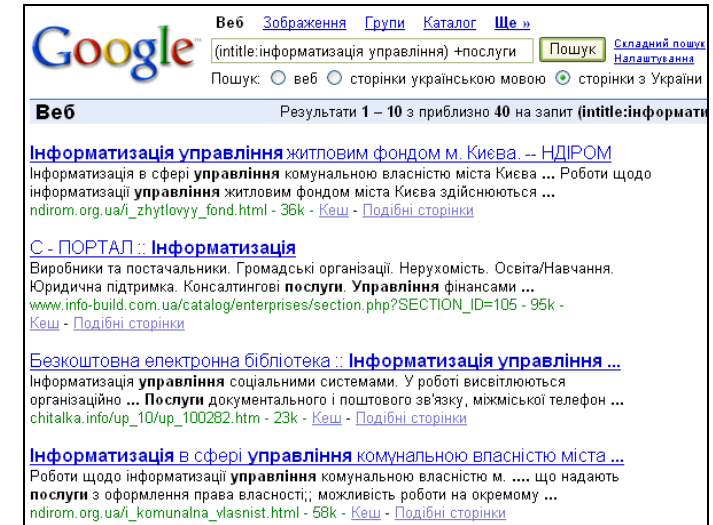 Google
Веб Зображення Групи Каталог Ще »
(intitle:інформатизація управління) +послуги Пошук Складний пошук
Налаштування
Пошук: веб сторінки українською мовою сторінки з України
Веб Результати 1 – 10 з приблизно 40 на запит (intitle:інформати
Інформатизація управління житловим фондом м. Києва. -- НДІРОМ
Інформатизація в сфері управління комунальною власністю міста Києва ... Роботи щодо
інформатизації управління житловим фондом міста Києва здійснюються ...
ndirom.org.ua/i_zhytlovyy_fond.html - 36k - Кеш - Подібні сторінки
С - ПОРТАЛ :: Інформатизація
Виробники та постачальники. Громадські організації. Нерухомість. Освіта/Навчання.
Юридична підтримка. Консалтингові послуги. Управління фінансами ...
www.info-build.com.ua/catalog/enterprises/section.php?SECTION_ID=105 - 95k -
Кеш - Подібні сторінки
Безкоштовна електронна бібліотека :: Інформатизація управління ...
Інформатизація управління соціальними системами. У роботі висвітлюються
організаційно ... Послуги документального і поштового зв'язку, міжміської телефон ...
chitalka.info/up_10/up_100282.htm - 23k - Кеш - Подібні сторінки
Інформатизація в сфері управління комунальною власністю міста ...
Роботи щодо інформатизації управління комунальною власністю м. .... що надають
послуги з оформлення права власності;; можливість роботи на окремому ...
ndirom.org.ua/i_komunalna_vlasnist.html - 58k - Кеш - Подібні сторінки